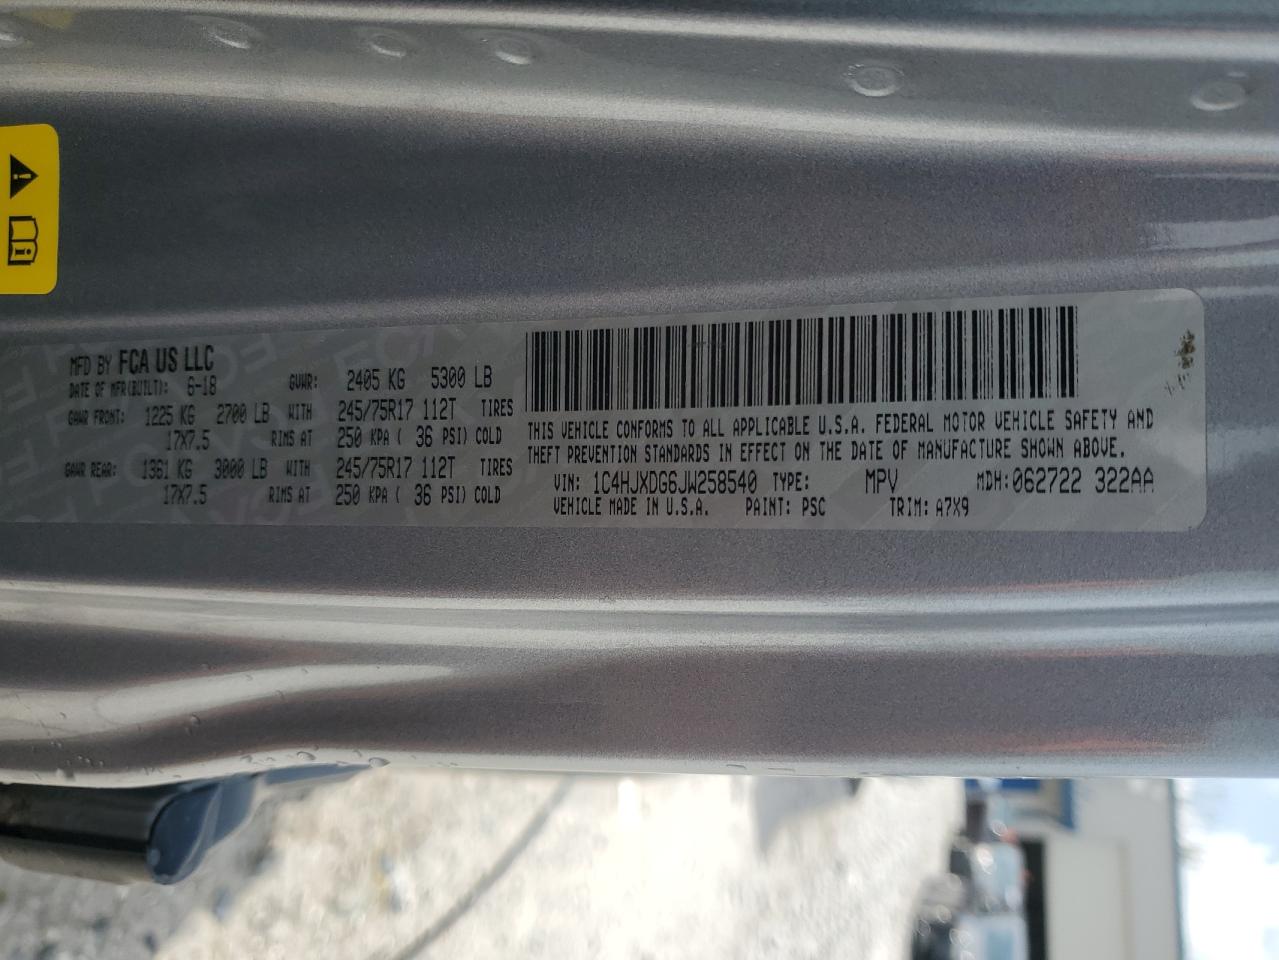 MFD BY FCA US LLC
DATE OF MFR(BUILT): 6-18 GVWR: 2405 KG 5300 LB
GAWR FRONT: 1225 KG 2700 LB WITH 245/75R17 112T TIRES
17X7.5 RIMS AT 250 KPA ( 36 PSI) COLD
GAWR REAR: 1361 KG 3000 LB WITH 245/75R17 112T TIRES
17X7.5 RIMS AT 250 KPA ( 36 PSI) COLD
THIS VEHICLE CONFORMS TO ALL APPLICABLE U.S.A. FEDERAL MOTOR VEHICLE SAFETY AND
THEFT PREVENTION STANDARDS IN EFFECT ON THE DATE OF MANUFACTURE SHOWN ABOVE.
VIN: 1C4HJXDG6JW258540 TYPE: MPV MDH: 062722 322AA
VEHICLE MADE IN U.S.A. PAINT: PSC TRIM: A7X9